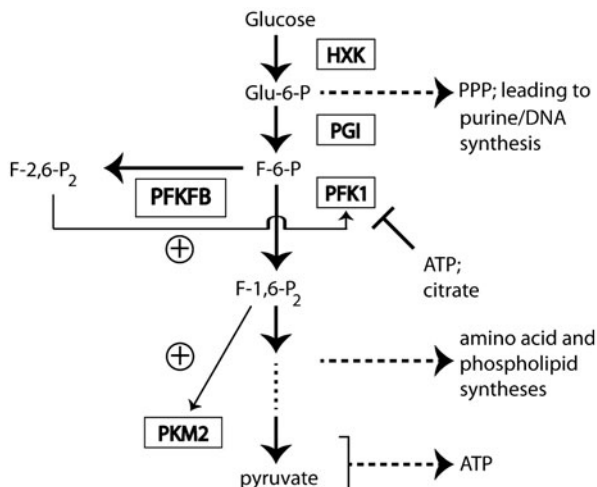 Glucose
HXK
Glu-6-P
PPP; leading to
purine/DNA
synthesis
PGI
F-2,6-P2
F-6-P
PFKFB
PFK1
+
ATP;
citrate
F-1,6-P2
+
amino acid and
phospholipid
syntheses
PKM2
pyruvate
ATP